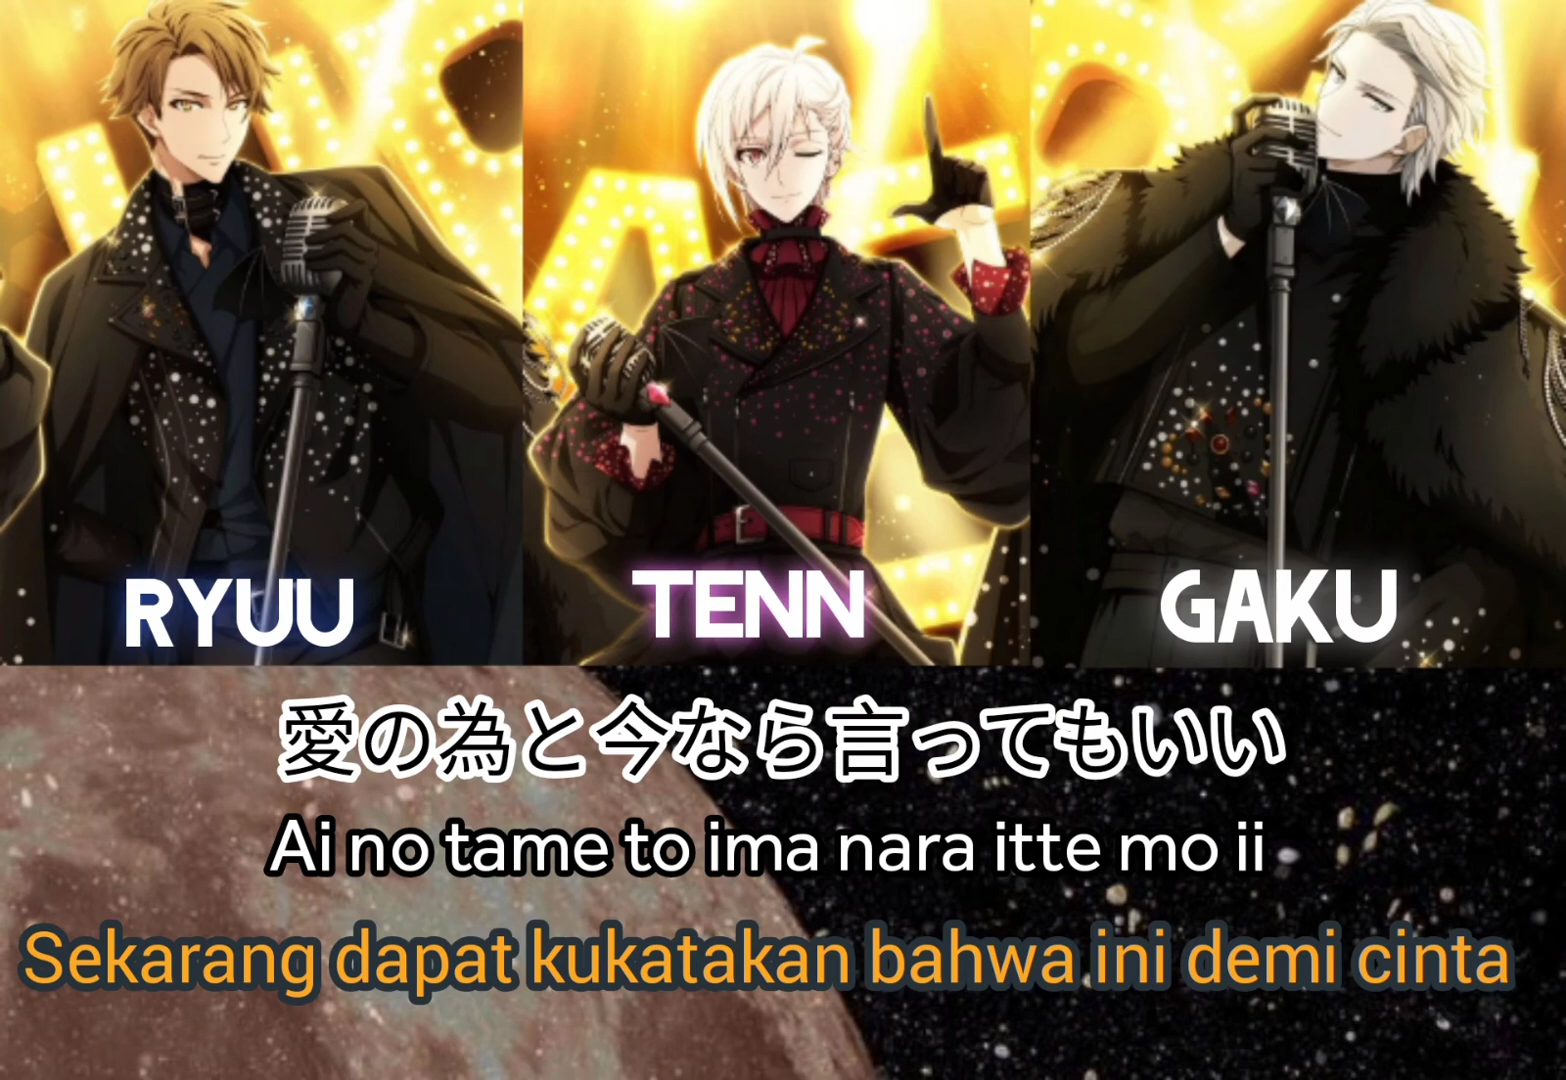 RYUU
TENN
GAKU
愛の為と今なら言ってもいい
Ai no tame to ima nara itte mo ii
Sekarang dapat kukatakan bahwa ini demi cinta